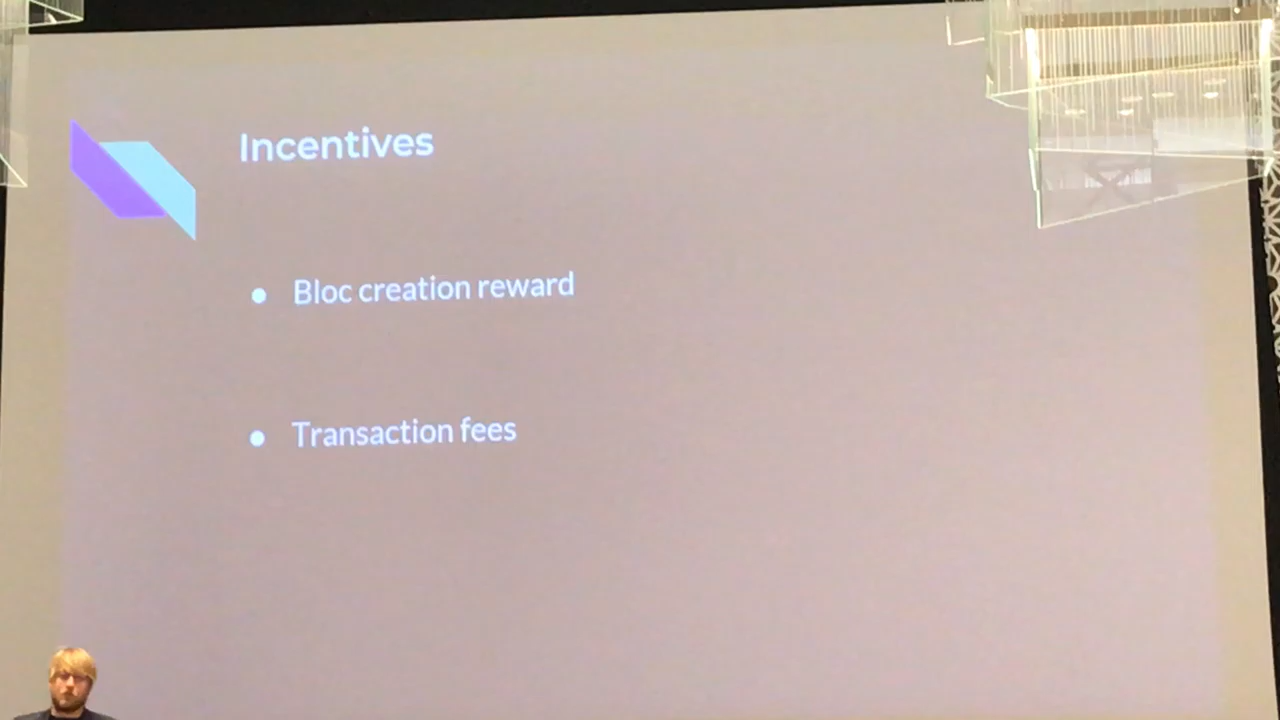 Incentives
● Bloc creation reward
● Transaction fees